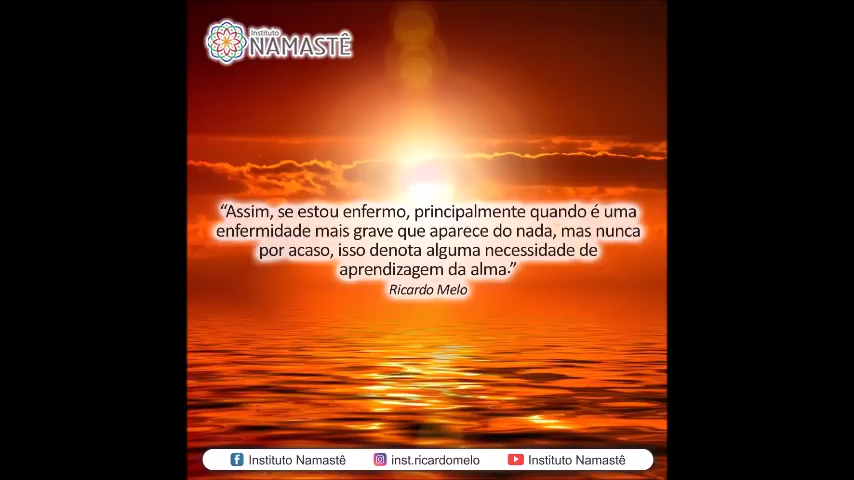 Instituto
NAMASTÊ
“Assim, se estou enfermo, principalmente quando é uma
enfermidade mais grave que aparece do nada, mas nunca
por acaso, isso denota alguma necessidade de
aprendizagem da alma.”
Ricardo Melo
Instituto Namastê inst.ricardomelo Instituto Namastê